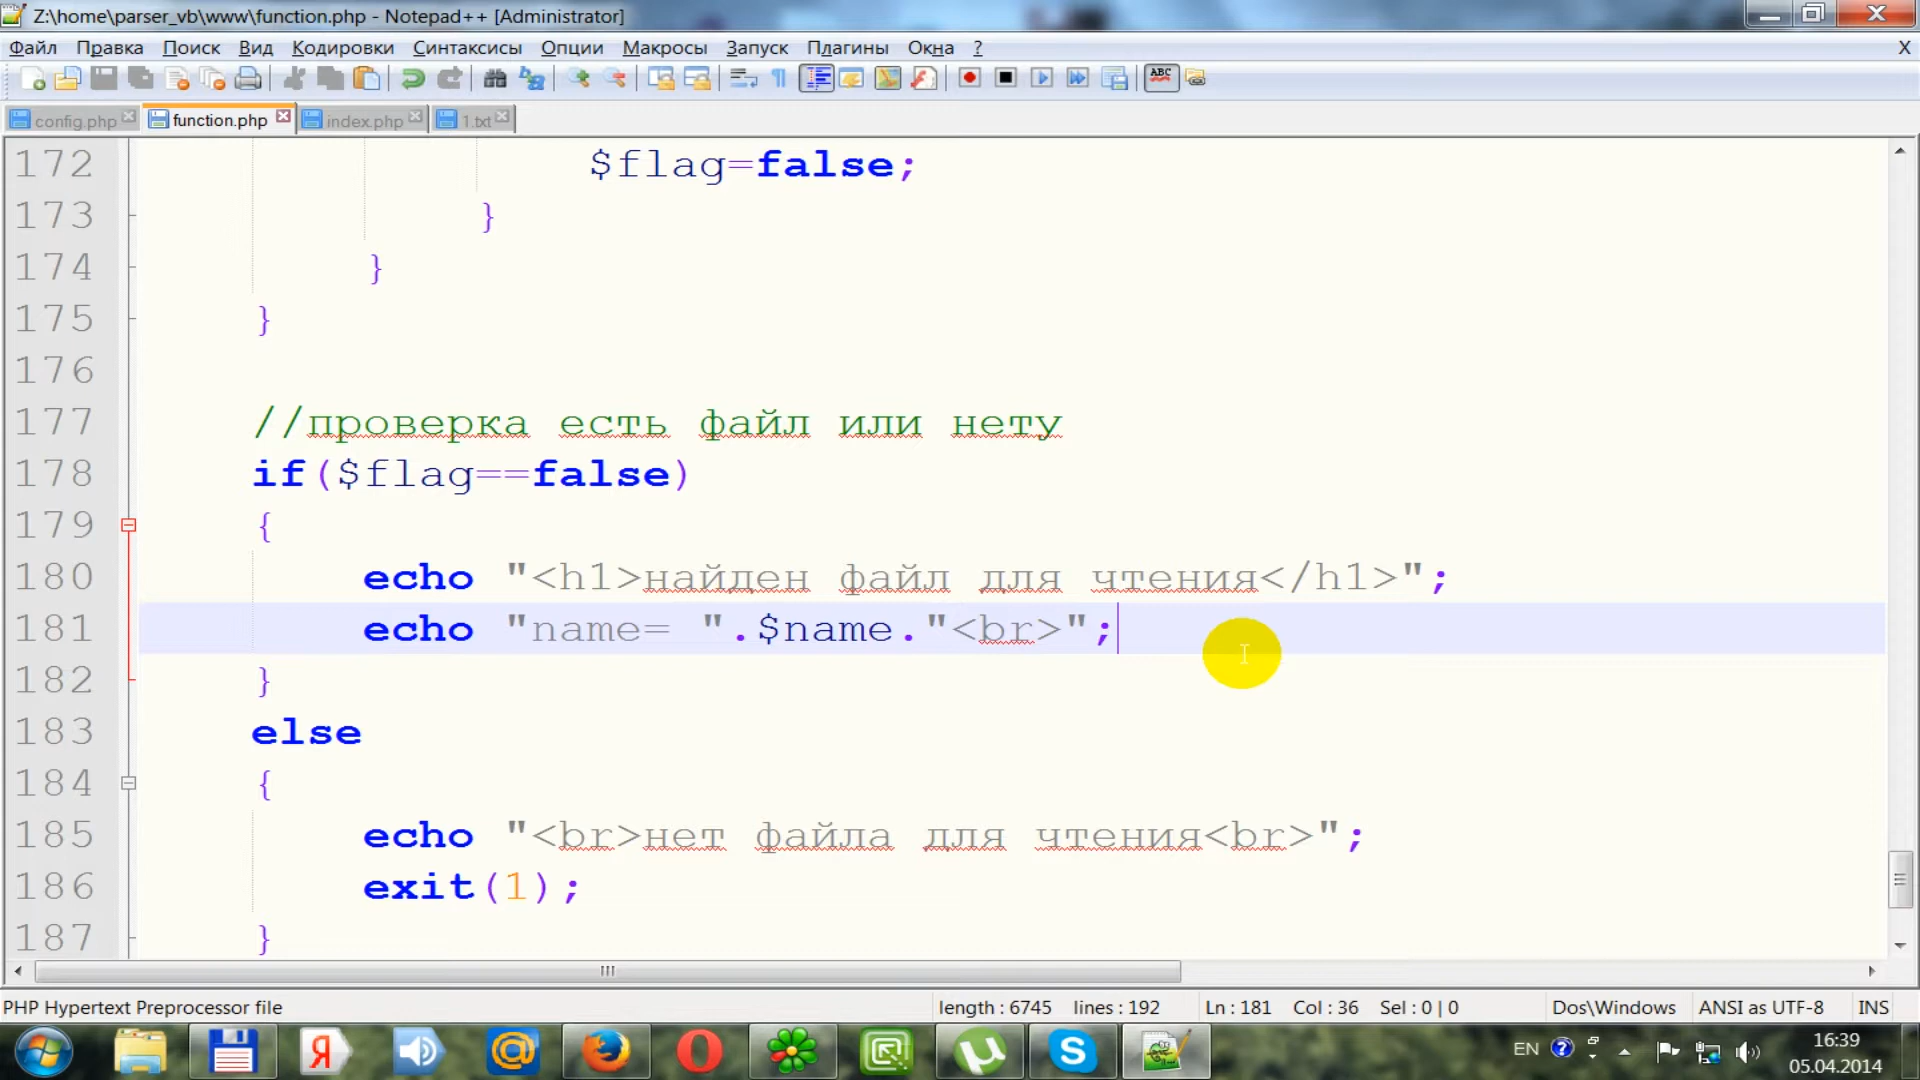 Z:\home\parser_vb\www\function.php - Notepad++ [Administrator]
Файл Правка Поиск Вид Кодировки Синтаксисы Опции Макросы Запуск Плагины Окна ? X
ABC
config.php function.php index.php 1.txt
172 $flag=false;
173 }
174 }
175 }
176
177 //проверка есть файл или нету
178 if($flag==false)
179 {
180 echo "<h1>найден файл для чтения</h1>";
181 echo "name= ".$name."<br>";
182 }
183 else
184 {
185 echo "<br>нет файла для чтения<br>";
186 exit(1);
187 }
PHP Hypertext Preprocessor file length : 6745 lines : 192 Ln : 181 Col : 36 Sel : 0 | 0 Dos\Windows ANSI as UTF-8 INS
EN 16:39
05.04.2014